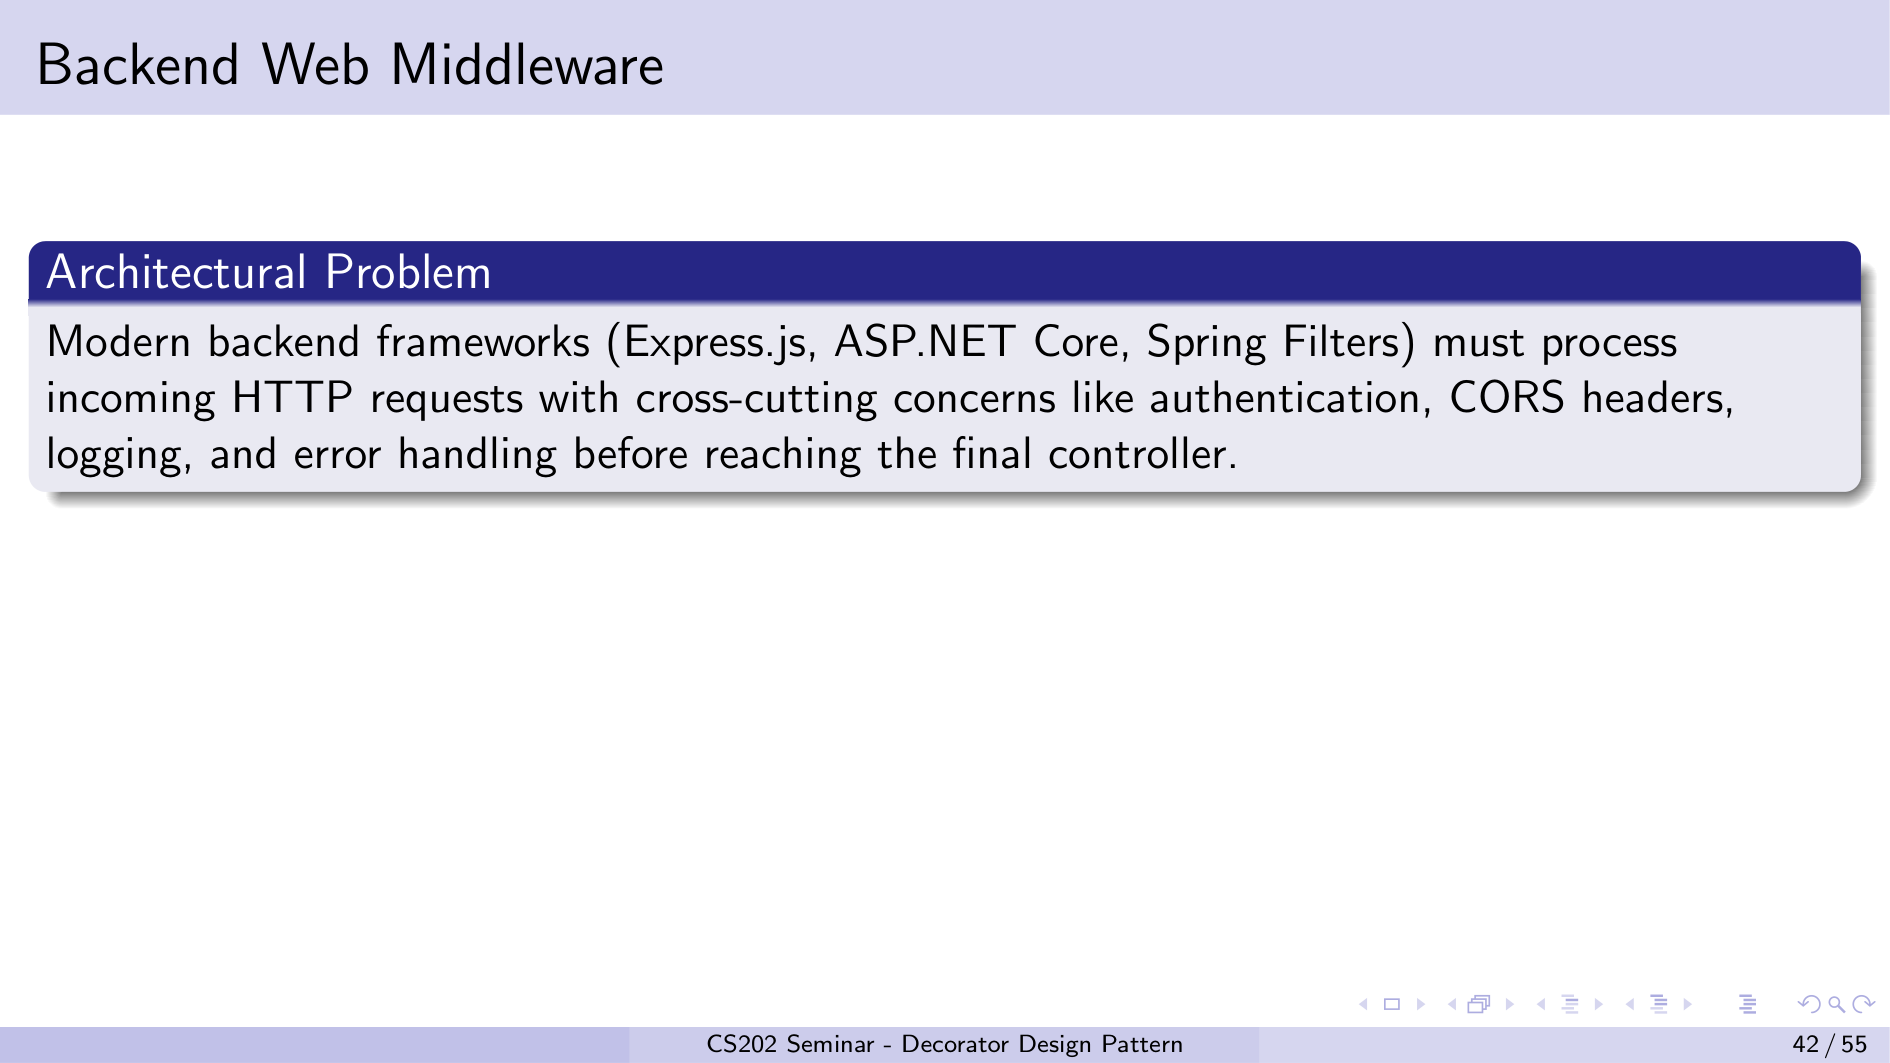 Backend Web Middleware
Architectural Problem
Modern backend frameworks (Express.js, ASP.NET Core, Spring Filters) must process
incoming HTTP requests with cross-cutting concerns like authentication, CORS headers,
logging, and error handling before reaching the final controller.
CS202 Seminar - Decorator Design Pattern
42 / 55